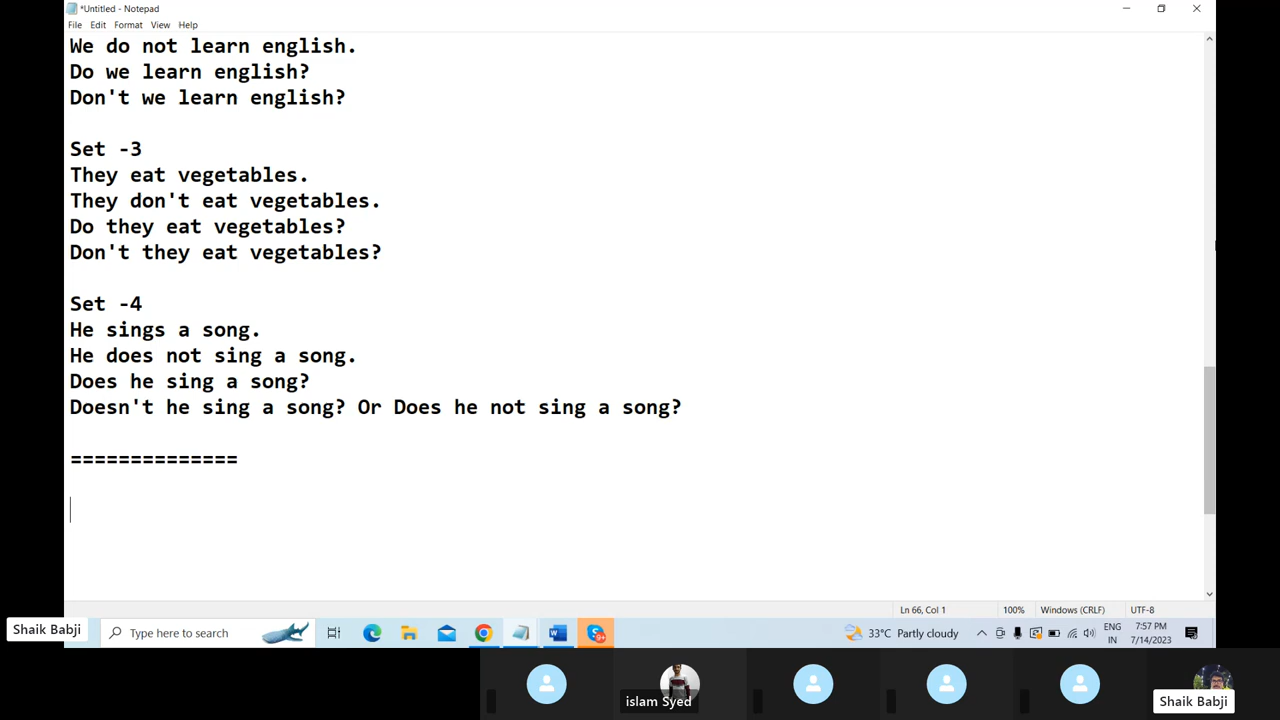 *Untitled - Notepad
File Edit Format View Help
We do not learn english.
Do we learn english?
Don't we learn english?
Set -3
They eat vegetables.
They don't eat vegetables.
Do they eat vegetables?
Don't they eat vegetables?
Set -4
He sings a song.
He does not sing a song.
Does he sing a song?
Doesn't he sing a song? Or Does he not sing a song?
==============
Ln 66, Col 1 100% Windows (CRLF) UTF-8
Shaik Babji
Type here to search
33°C Partly cloudy
ENG
IN
7:57 PM
7/14/2023
islam Syed
Shaik Babji